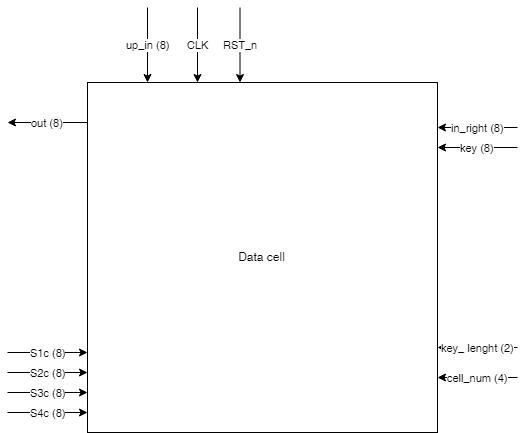 up_in (8) CLK RST_n
out (8)
in_right (8)
key (8)
Data cell
key_ lenght (2)
S1c (8)
S2c (8)
cell_num (4)
S3c (8)
S4c (8)